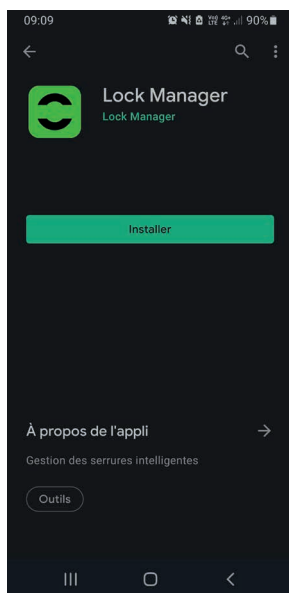 09:09 90%
Lock Manager
Lock Manager
Installer
À propos de l'appli
Gestion des serrures intelligentes
Outils